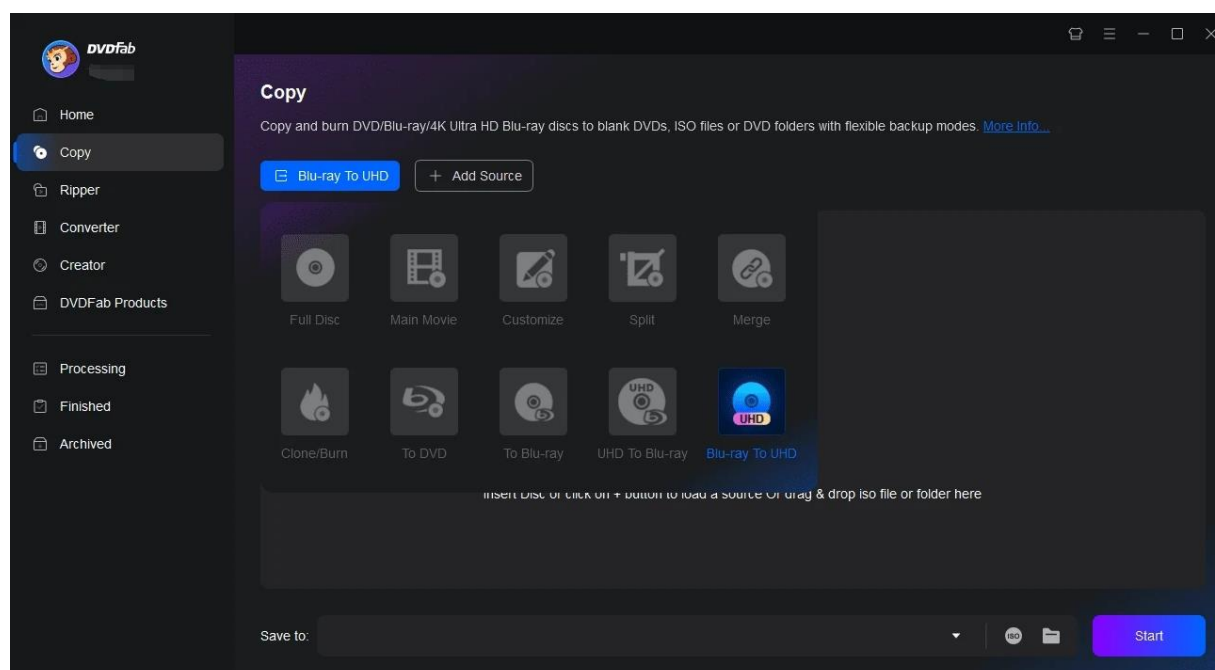 DVDFab
Home
Copy
Ripper
Converter
Creator
DVDFab Products
Processing
Finished
Archived
Copy
Copy and burn DVD/Blu-ray/4K Ultra HD Blu-ray discs to blank DVDs, ISO files or DVD folders with flexible backup modes. More Info...
Blu-ray To UHD
+ Add Source
Full Disc Main Movie Customize Split Merge
UHD UHD
Clone/Burn To DVD To Blu-ray UHD To Blu-ray Blu-ray To UHD
Insert Disc or click on + button to load a source Or drag & drop iso file or folder here
Save to:
ISO
Start